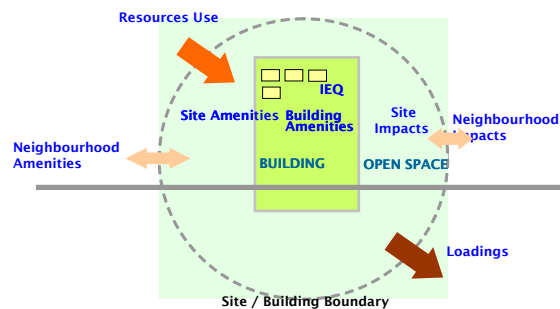 Resources Use
IEQ
Site Amenities
Building
Amenities
Site
Impacts
Neighbourhood
Impacts
Neighbourhood
Amenities
BUILDING
OPEN SPACE
Loadings
Site / Building Boundary